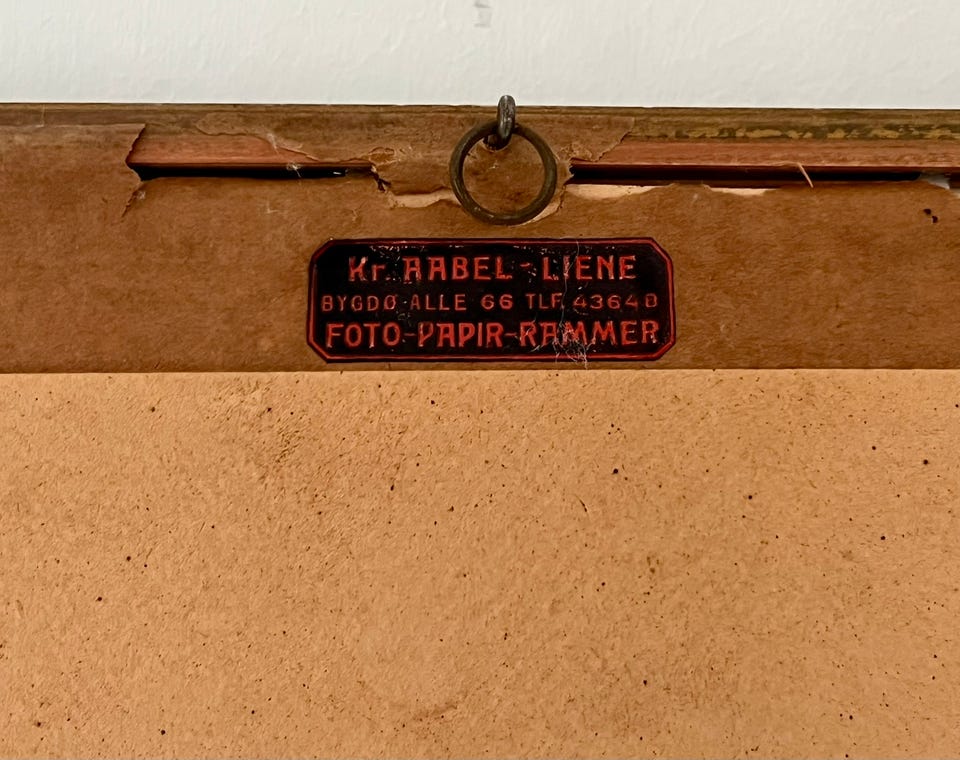 Kr. AABEL-LIENE
BYGDØ ALLE 66 TLF. 43640
FOTO-PAPIR-RAMMER